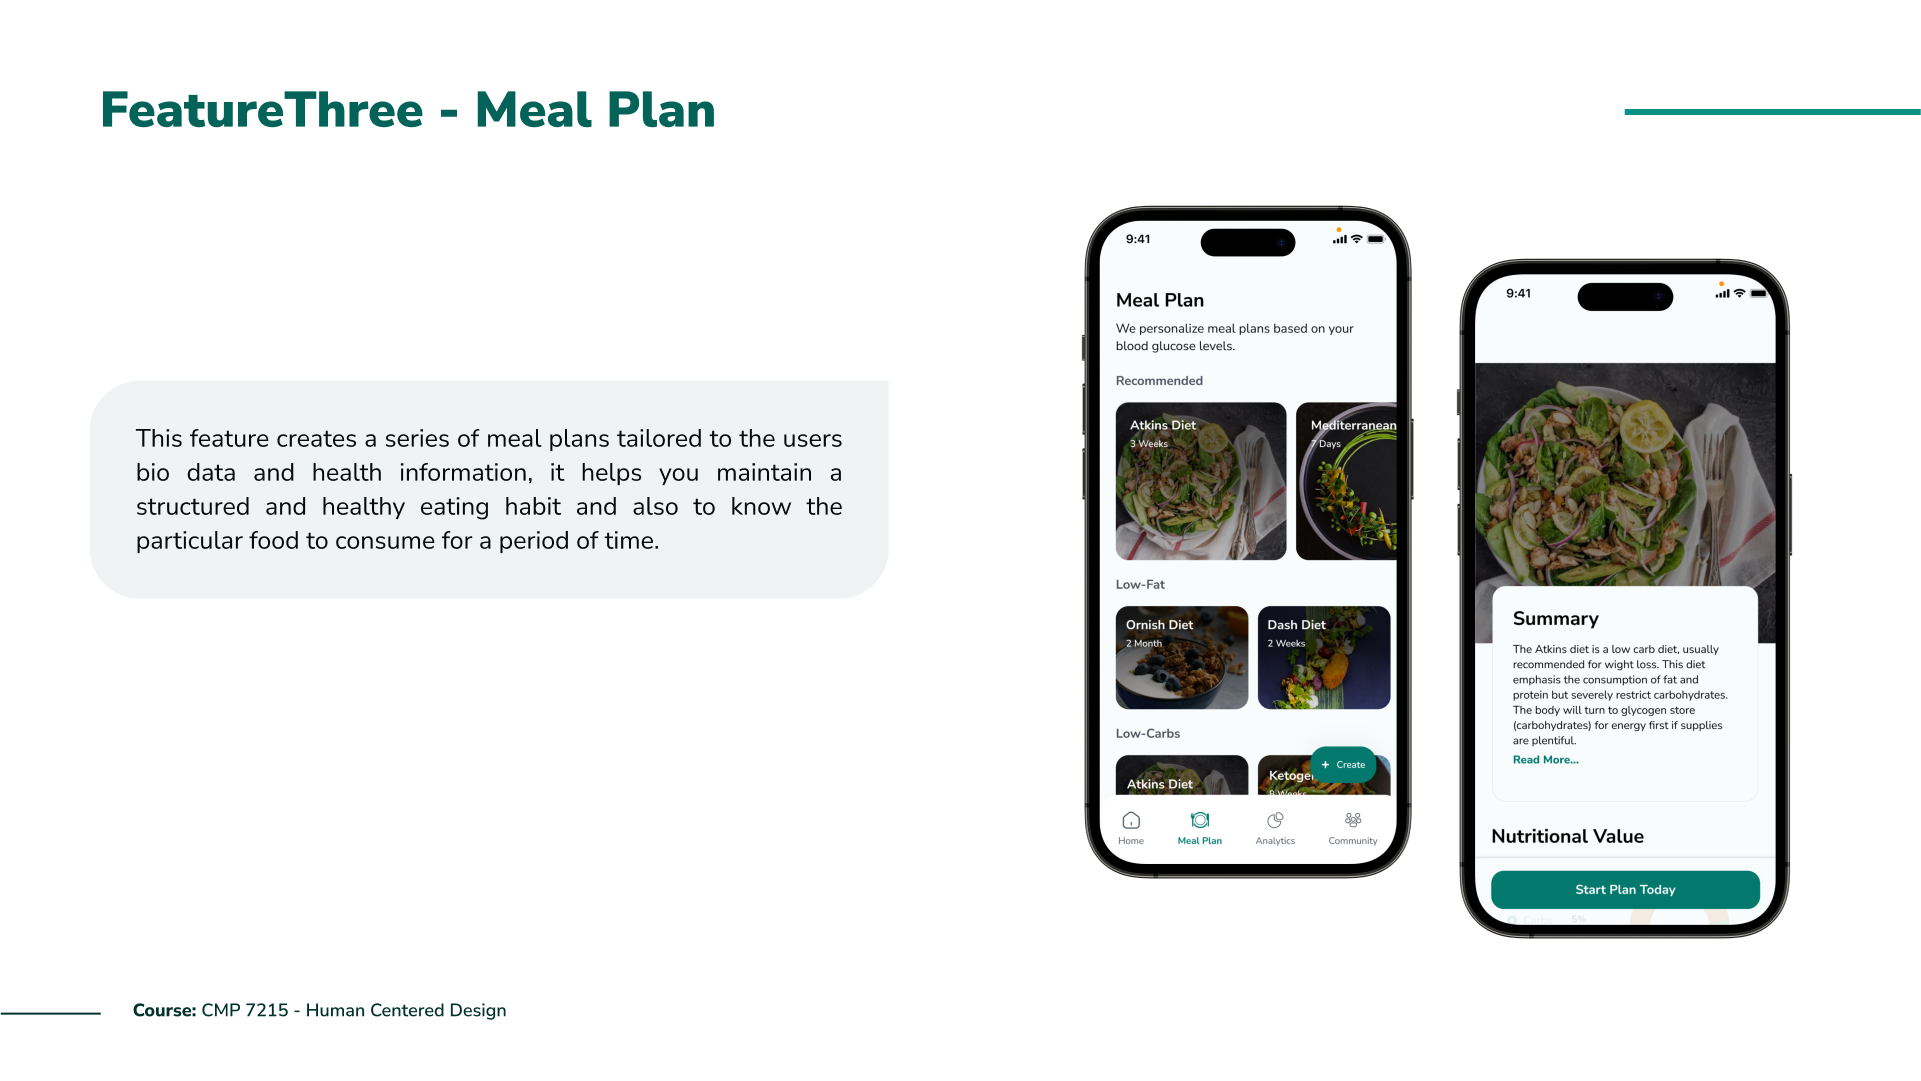 FeatureThree - Meal Plan
This feature creates a series of meal plans tailored to the users
bio data and health information, it helps you maintain a
structured and healthy eating habit and also to know the
particular food to consume for a period of time.
9:41
Meal Plan
We personalize meal plans based on your
blood glucose levels.
Recommended
Atkins Diet
3 Weeks
Mediterranean
7 Days
Low-Fat
Ornish Diet
2 Month
Dash Diet
2 Weeks
Low-Carbs
Atkins Diet
Ketoge
8 Weeks
+ Create
Home
Meal Plan
Analytics
Community
9:41
Summary
The Atkins diet is a low carb diet, usually
recommended for wight loss. This diet
emphasis the consumption of fat and
protein but severely restrict carbohydrates.
The body will turn to glycogen store
(carbohydrates) for energy first if supplies
are plentiful.
Read More...
Nutritional Value
Start Plan Today
Carbs 5%
Course: CMP 7215 - Human Centered Design